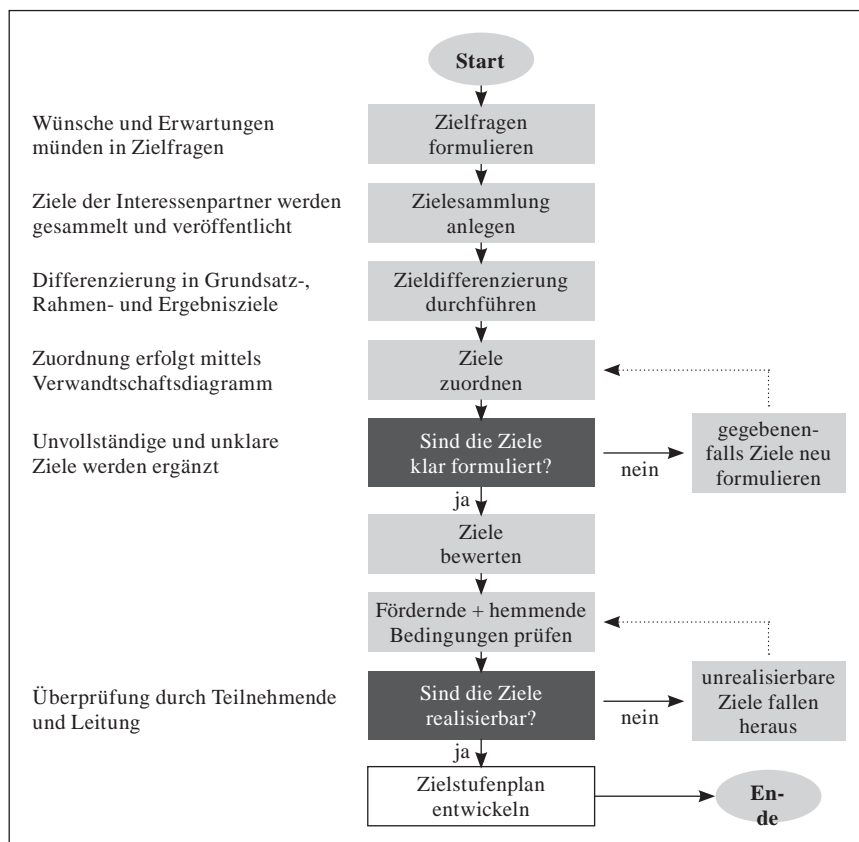 Start
Wünsche und Erwartungen
münden in Zielfragen
Zielfragen
formulieren
Ziele der Interessenpartner werden
gesammelt und veröffentlicht
Zielesammlung
anlegen
Differenzierung in Grundsatz-,
Rahmen- und Ergebnisziele
Zieldifferenzierung
durchführen
Zuordnung erfolgt mittels
Verwandtschaftsdiagramm
Ziele
zuordnen
Unvollständige und unklare
Ziele werden ergänzt
Sind die Ziele
klar formuliert?
nein
gegebenen-
falls Ziele neu
formulieren
ja
Ziele
bewerten
Fördernde + hemmende
Bedingungen prüfen
Überprüfung durch Teilnehmende
und Leitung
Sind die Ziele
realisierbar?
nein
unrealisierbare
Ziele fallen
heraus
ja
Zielstufenplan
entwickeln
En-
de